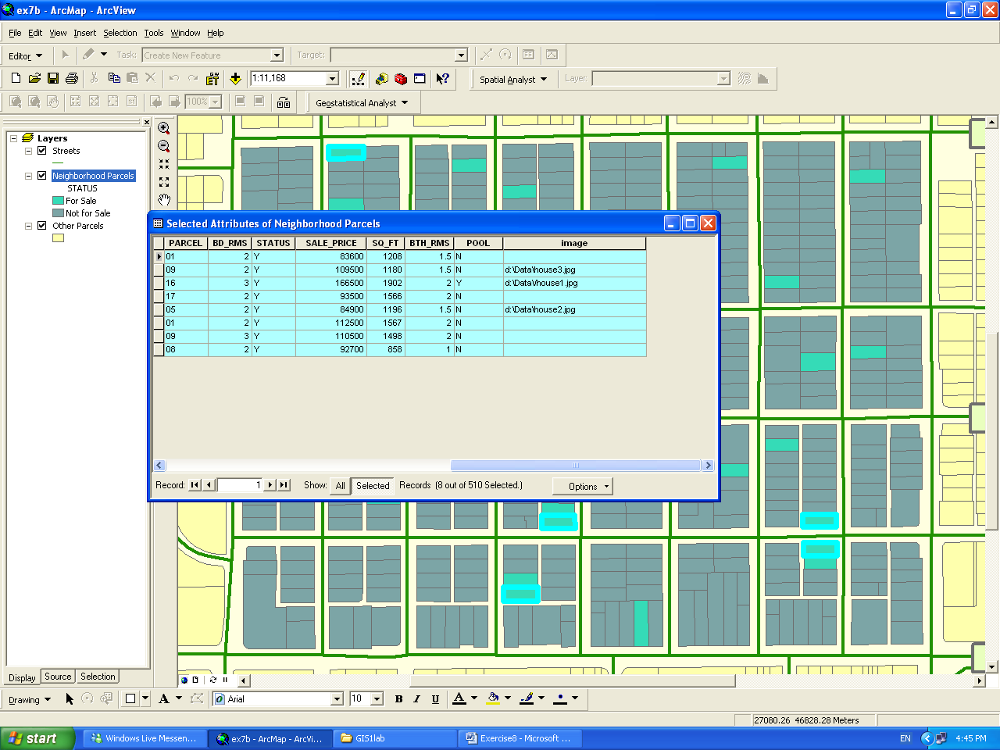 ex7b - ArcMap - ArcView
File Edit View Insert Selection Tools Window Help
Editor Task: Create New Feature Target:
1:11,168 Spatial Analyst Layer:
100% Geostatistical Analyst
Layers
Streets
Neighborhood Parcels
STATUS
For Sale
Not for Sale
Other Parcels
Selected Attributes of Neighborhood Parcels
PARCEL BD_RMS STATUS SALE_PRICE SQ_FT BTH_RMS POOL image
01 2 Y 83600 1208 1.5 N
09 2 Y 109500 1180 1.5 N d:\Data\house3.jpg
16 3 Y 166500 1902 2 Y d:\Data\house1.jpg
17 2 Y 93500 1566 2 N
05 2 Y 84900 1196 1.5 N d:\Data\house2.jpg
01 2 Y 112500 1567 2 N
09 3 Y 110500 1498 2 N
08 2 Y 92700 858 1 N
Record: 1 Show: All Selected Records (8 out of 510 Selected.) Options
Display Source Selection
Drawing A Arial 10 B I U A
27080.26 46828.28 Meters
start Windows Live Messen... ex7b - ArcMap - ArcVi... GIS1lab Exercise8 - Microsoft ... EN 4:45 PM